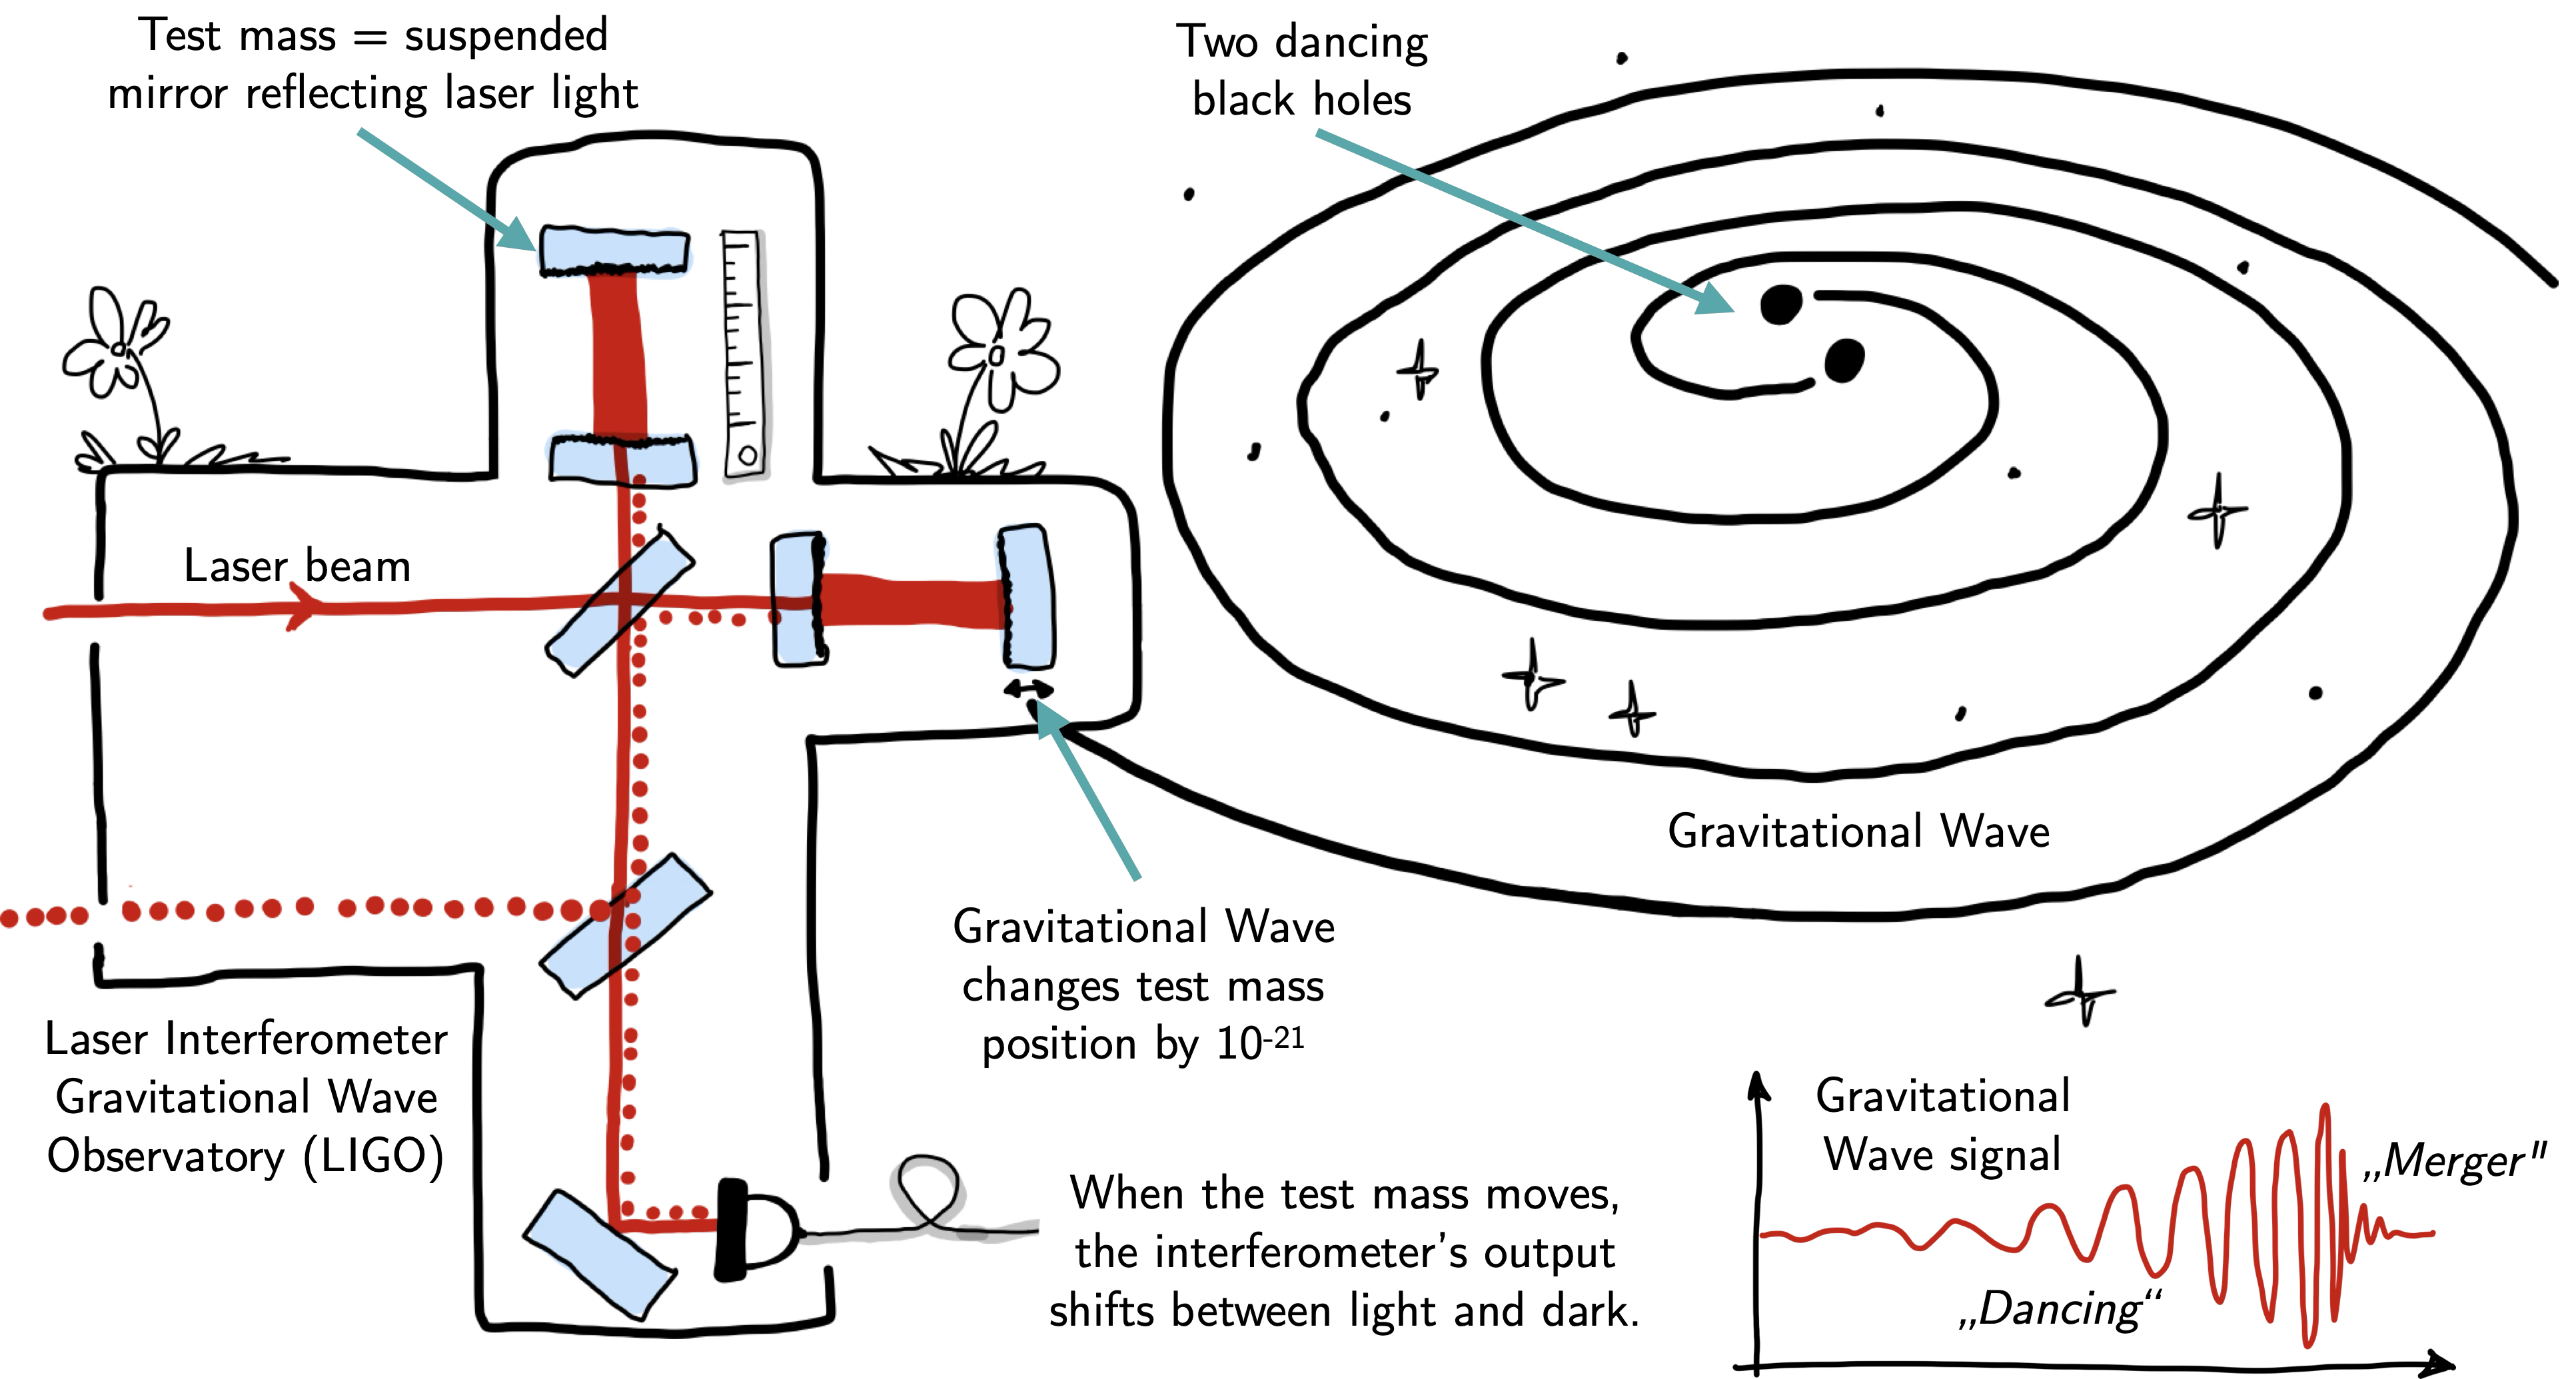 Test mass = suspended
mirror reflecting laser light
Two dancing
black holes
Laser beam
Gravitational Wave
Gravitational Wave
changes test mass
position by 10⁻²¹
Laser Interferometer
Gravitational Wave
Observatory (LIGO)
When the test mass moves,
the interferometer's output
shifts between light and dark.
Gravitational
Wave signal
„Merger"
„Dancing“